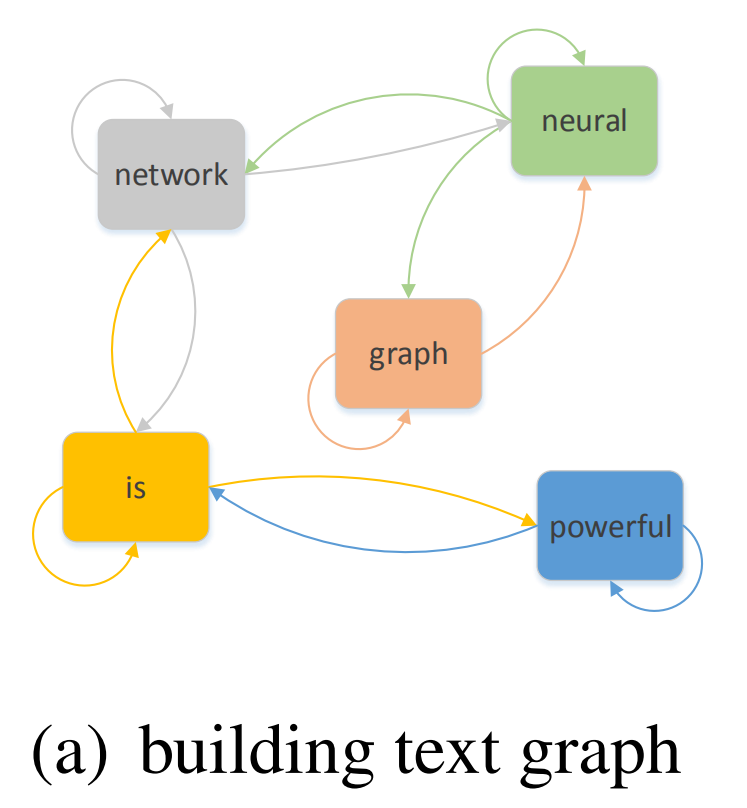 neural
network
graph
is
powerful
(a) building text graph